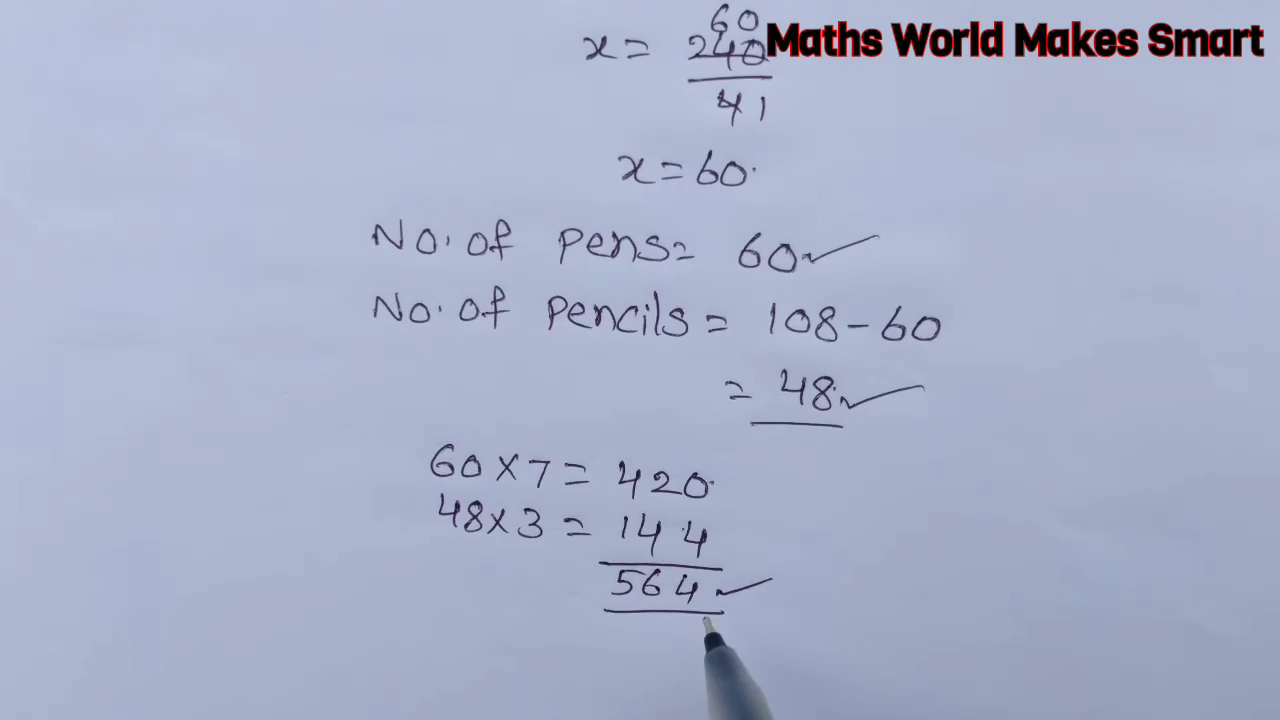 60
x = 240 Maths World Makes Smart
41
x = 60.
No. of pens = 60 ✓
No. of pencils = 108 - 60
= 48. ✓
60 × 7 = 420.
48 × 3 = 144
564 ✓